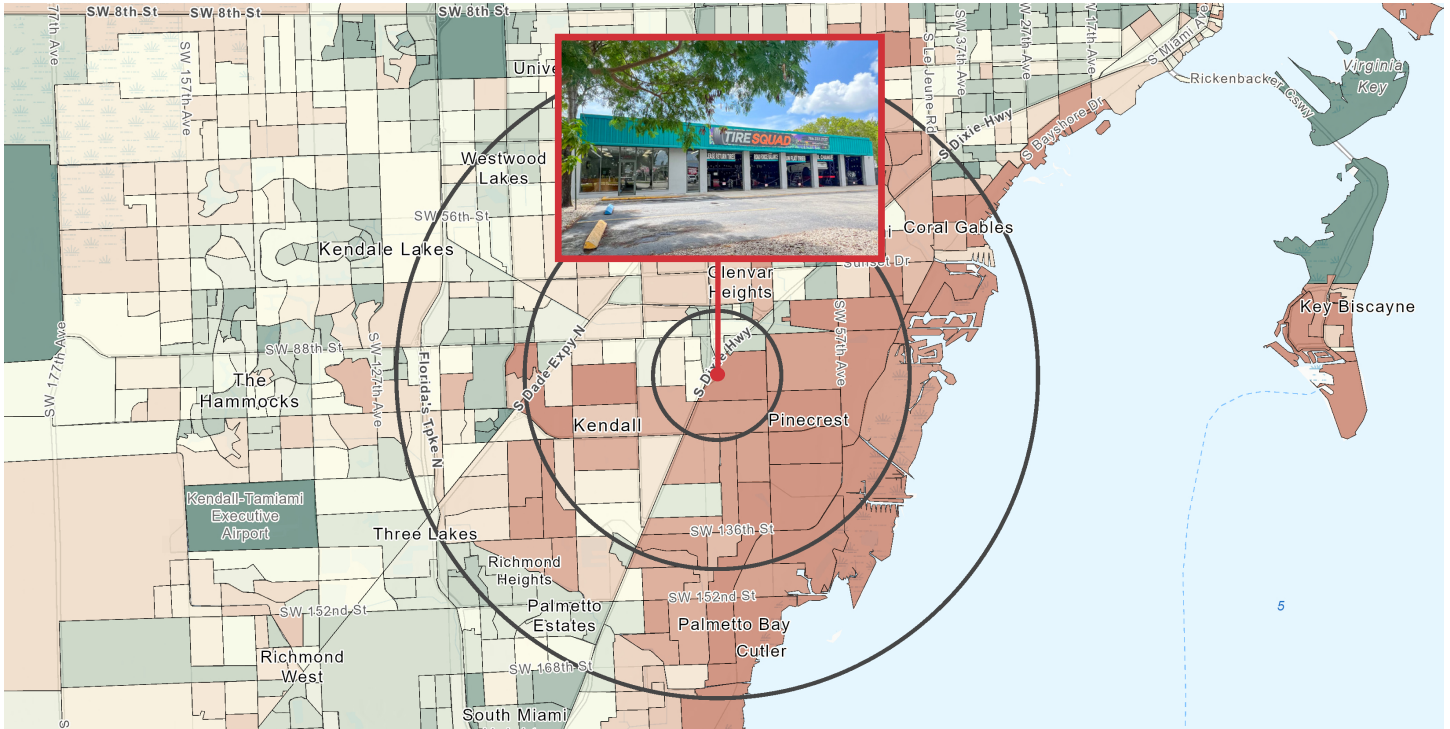 SW 8th St
SW 8th St
SW 8th St
77th Ave
SW 157th Ave
S Le Jeune Rd
SW 37th Ave
W 27th Ave
W 17th Ave
S Miami Ave
Virginia
Key
Rickenbacker Cswy
Unive
TIRE SQUAD
S Dixie Hwy
S Bayshore Dr
Westwood
Lakes
SW 56th St
Kendale Lakes
i
Coral Gables
Sunset Dr
Glenvar
Heights
Key Biscayne
SW 177th Ave
SW 88th St
SW 127th Ave
Florida's Tpke N
S Dade Expy N
S Dixie Hwy
SW 57th Ave
The
Hammocks
Kendall
Pinecrest
Kendall-Tamiami
Executive
Airport
Three Lakes
SW 136th St
Richmond
Heights
SW 152nd St
SW 152nd St
Palmetto
Estates
Palmetto Bay
Cutler
5
Richmond
West
SW 168th St
South Miami
S